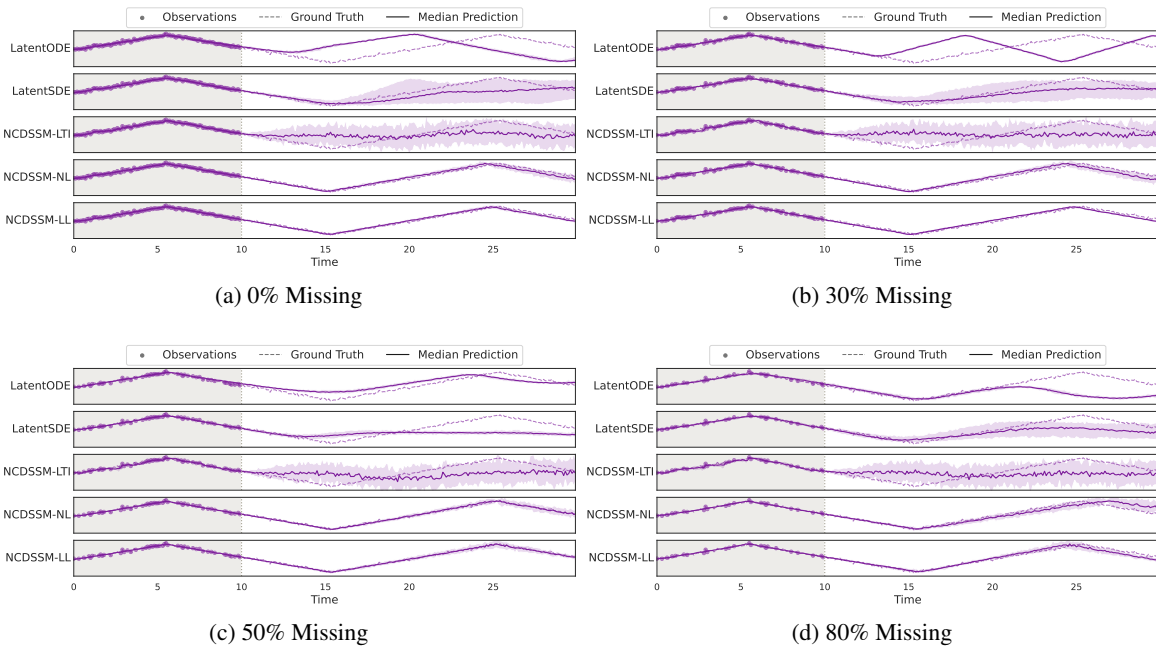 Observations Ground Truth Median Prediction
LatentODE
LatentSDE
NCDSSM-LTI
NCDSSM-NL
NCDSSM-LL
0 5 10 15 20 25
Time
(a) 0% Missing
Observations Ground Truth Median Prediction
LatentODE
LatentSDE
NCDSSM-LTI
NCDSSM-NL
NCDSSM-LL
0 5 10 15 20 25
Time
(b) 30% Missing
Observations Ground Truth Median Prediction
LatentODE
LatentSDE
NCDSSM-LTI
NCDSSM-NL
NCDSSM-LL
0 5 10 15 20 25
Time
(c) 50% Missing
Observations Ground Truth Median Prediction
LatentODE
LatentSDE
NCDSSM-LTI
NCDSSM-NL
NCDSSM-LL
0 5 10 15 20 25
Time
(d) 80% Missing